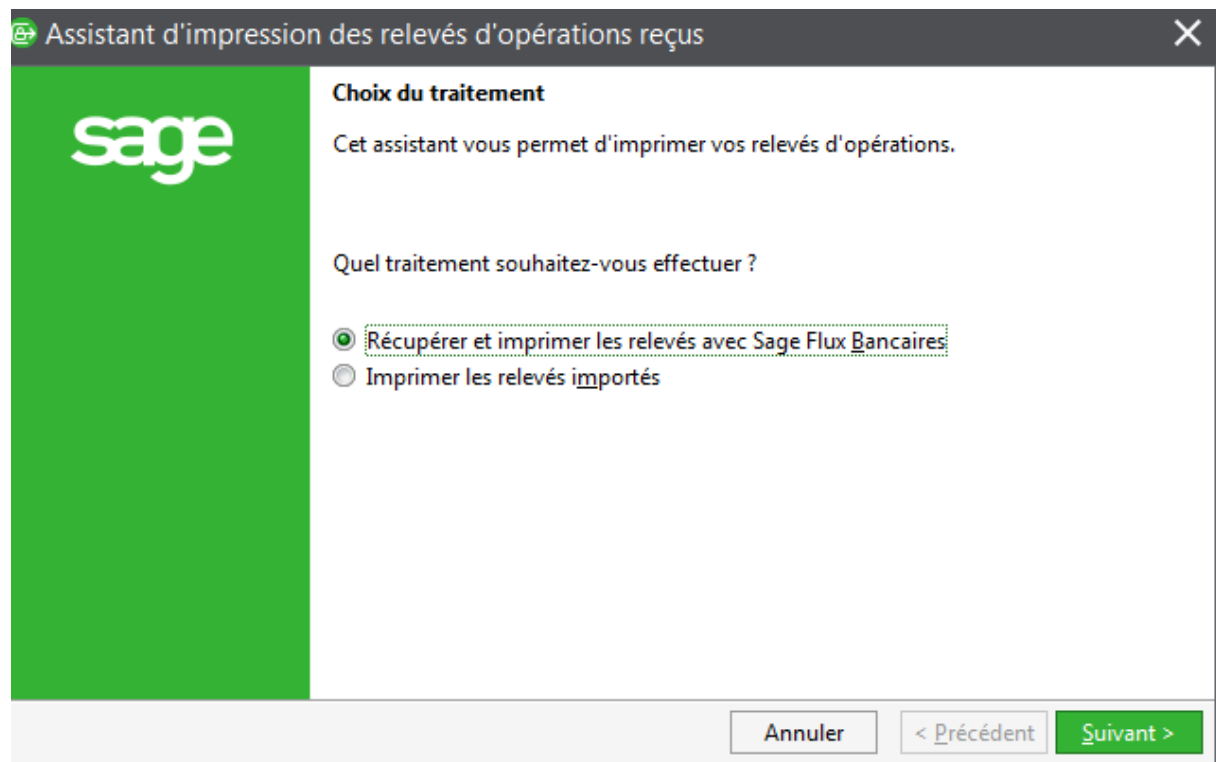 Assistant d'impression des relevés d'opérations reçus
sage
Choix du traitement
Cet assistant vous permet d'imprimer vos relevés d'opérations.
Quel traitement souhaitez-vous effectuer ?
Récupérer et imprimer les relevés avec Sage Flux Bancaires
Imprimer les relevés importés
Annuler
< Précédent
Suivant >